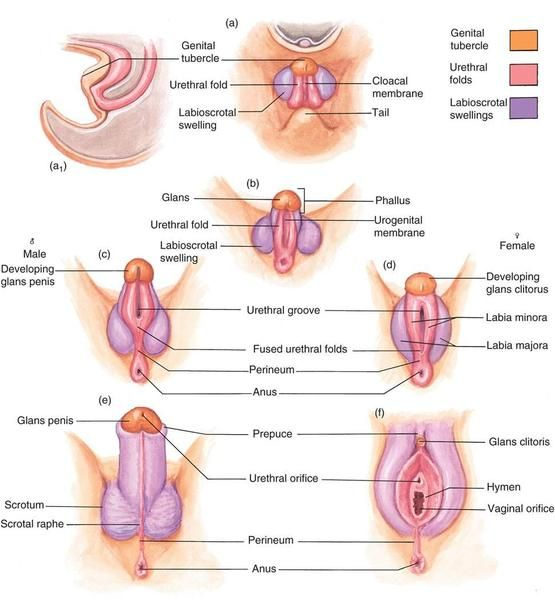 (a)
Genital
tubercle
Urethral fold
Labioscrotal
swelling
Cloacal
membrane
Tail
(a1)
Genital
tubercle
Urethral
folds
Labioscrotal
swellings
(b)
Glans
Phallus
Urethral fold
Urogenital
membrane
Labioscrotal
swelling
♂
Male
♀
Female
(c)
Developing
glans penis
(d)
Developing
glans clitorus
Urethral groove
Labia minora
Fused urethral folds
Labia majora
Perineum
Anus
(e)
Glans penis
Prepuce
(f)
Glans clitoris
Urethral orifice
Hymen
Scrotum
Vaginal orifice
Scrotal raphe
Perineum
Anus